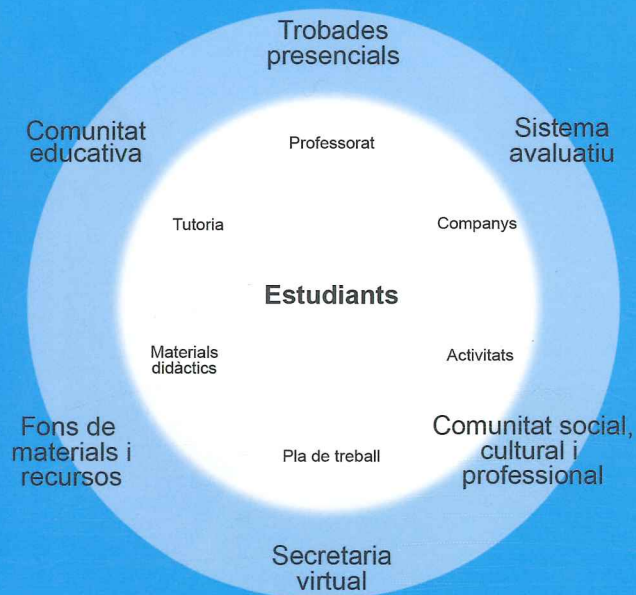 Trobades
presencials
Comunitat
educativa
Sistema
avaluatiu
Professorat
Tutoria
Companys
Estudiants
Materials
didàctics
Activitats
Fons de
materials i
recursos
Pla de treball
Comunitat social,
cultural i
professional
Secretaria
virtual